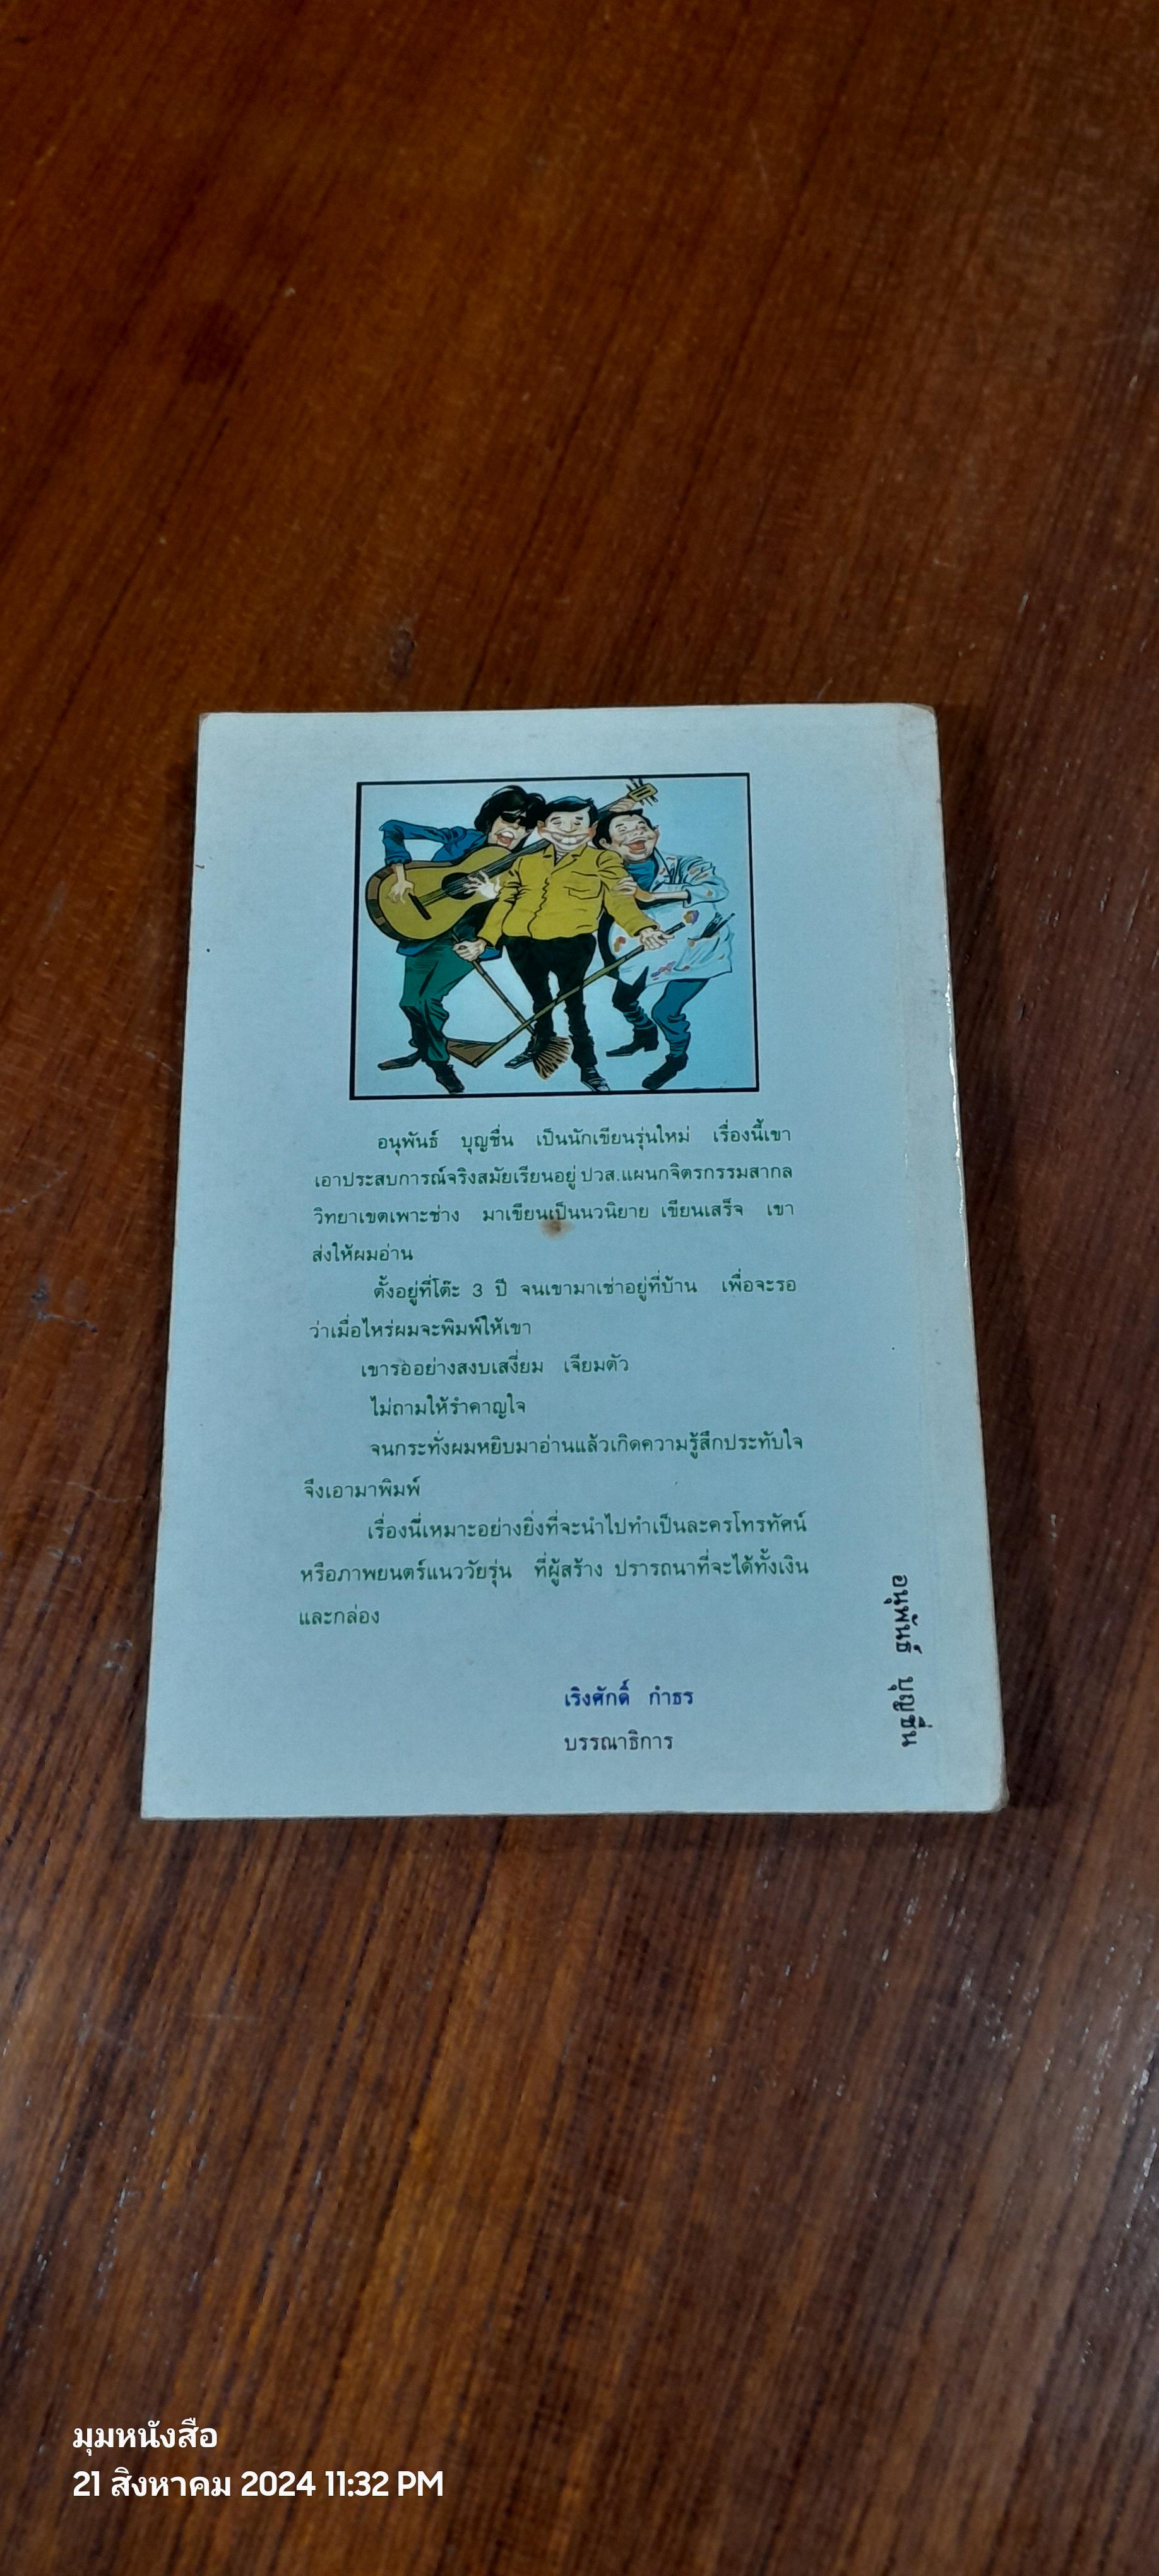 อนุพันธ์ บุญชื่น เป็นนักเขียนรุ่นใหม่ เรื่องนี้เขา
เอาประสบการณ์จริงสมัยเรียนอยู่ ปวส.แผนกจิตรกรรมสากล
วิทยาเขตเพาะช่าง มาเขียนเป็นนวนิยาย เขียนเสร็จ เขา
ส่งให้ผมอ่าน
ตั้งอยู่ที่โต๊ะ 3 ปี จนเขามาเช่าอยู่ที่บ้าน เพื่อจะรอ
ว่าเมื่อไหร่ผมจะพิมพ์ให้เขา
เขารออย่างสงบเสงี่ยม เจียมตัว
ไม่ถามให้รำคาญใจ
จนกระทั่งผมหยิบมาอ่านแล้วเกิดความรู้สึกประทับใจ
จึงเอามาพิมพ์
เรื่องนี้เหมาะอย่างยิ่งที่จะนำไปทำเป็นละครโทรทัศน์
หรือภาพยนตร์แนววัยรุ่น ที่ผู้สร้าง ปรารถนาที่จะได้ทั้งเงิน
และกล่อง
เริงศักดิ์ กำธร
บรรณาธิการ
อนุพันธ์ บุญชื่น
มุมหนังสือ
21 สิงหาคม 2024 11:32 PM